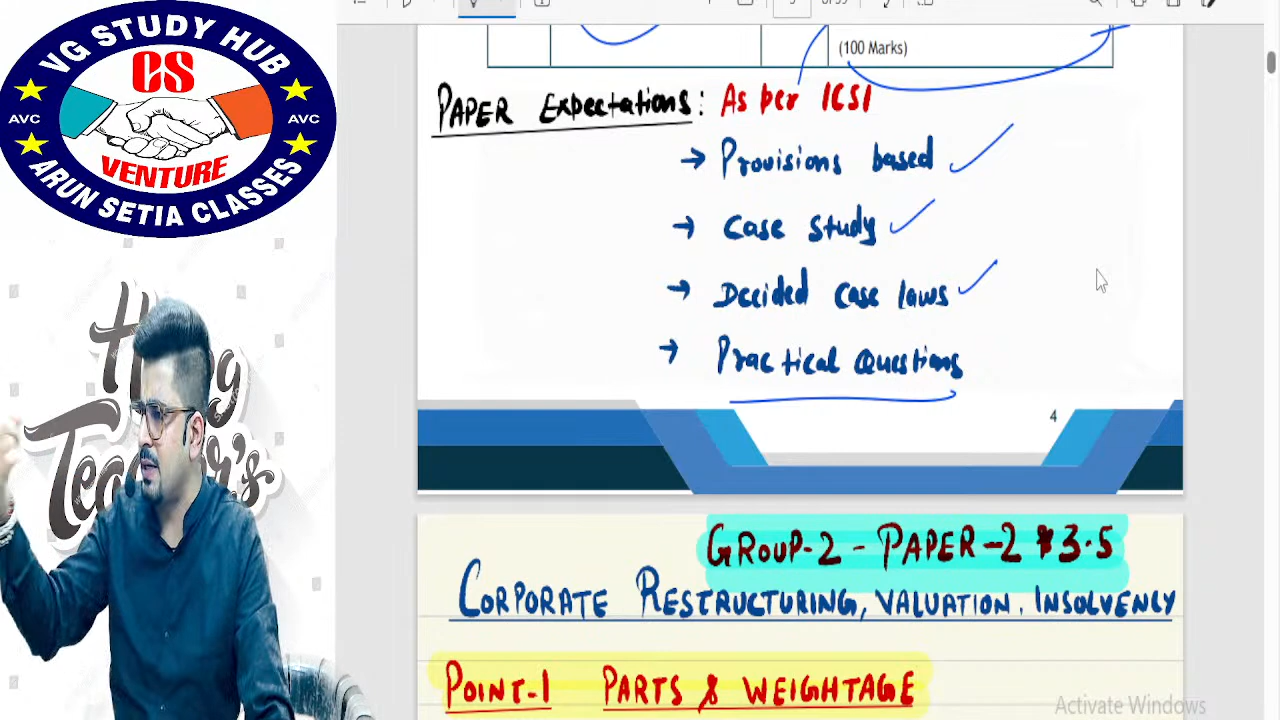 VG STUDY HUB
CS
AVC
AVC
VENTURE
ARUN SETIA CLASSES
Teacher's
(100 Marks)
PAPER Expectations: As per ICSI
→ Provisions based
→ Case Study
→ Decided Case laws
→ Practical Questions
4
GROUP-2 - PAPER-2 * 3.5
CORPORATE RESTRUCTURING, VALUATION, INSOLVENCY
POINT-1 PARTS & WEIGHTAGE
Activate Windows